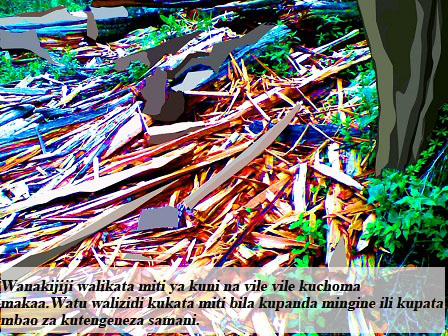 Wanakijiji walikata miti ya kuni na vile vile kuchoma
makaa.Watu walizidi kukata miti bila kupanda mingine ili kupata
mbao za kutengeneza samani.